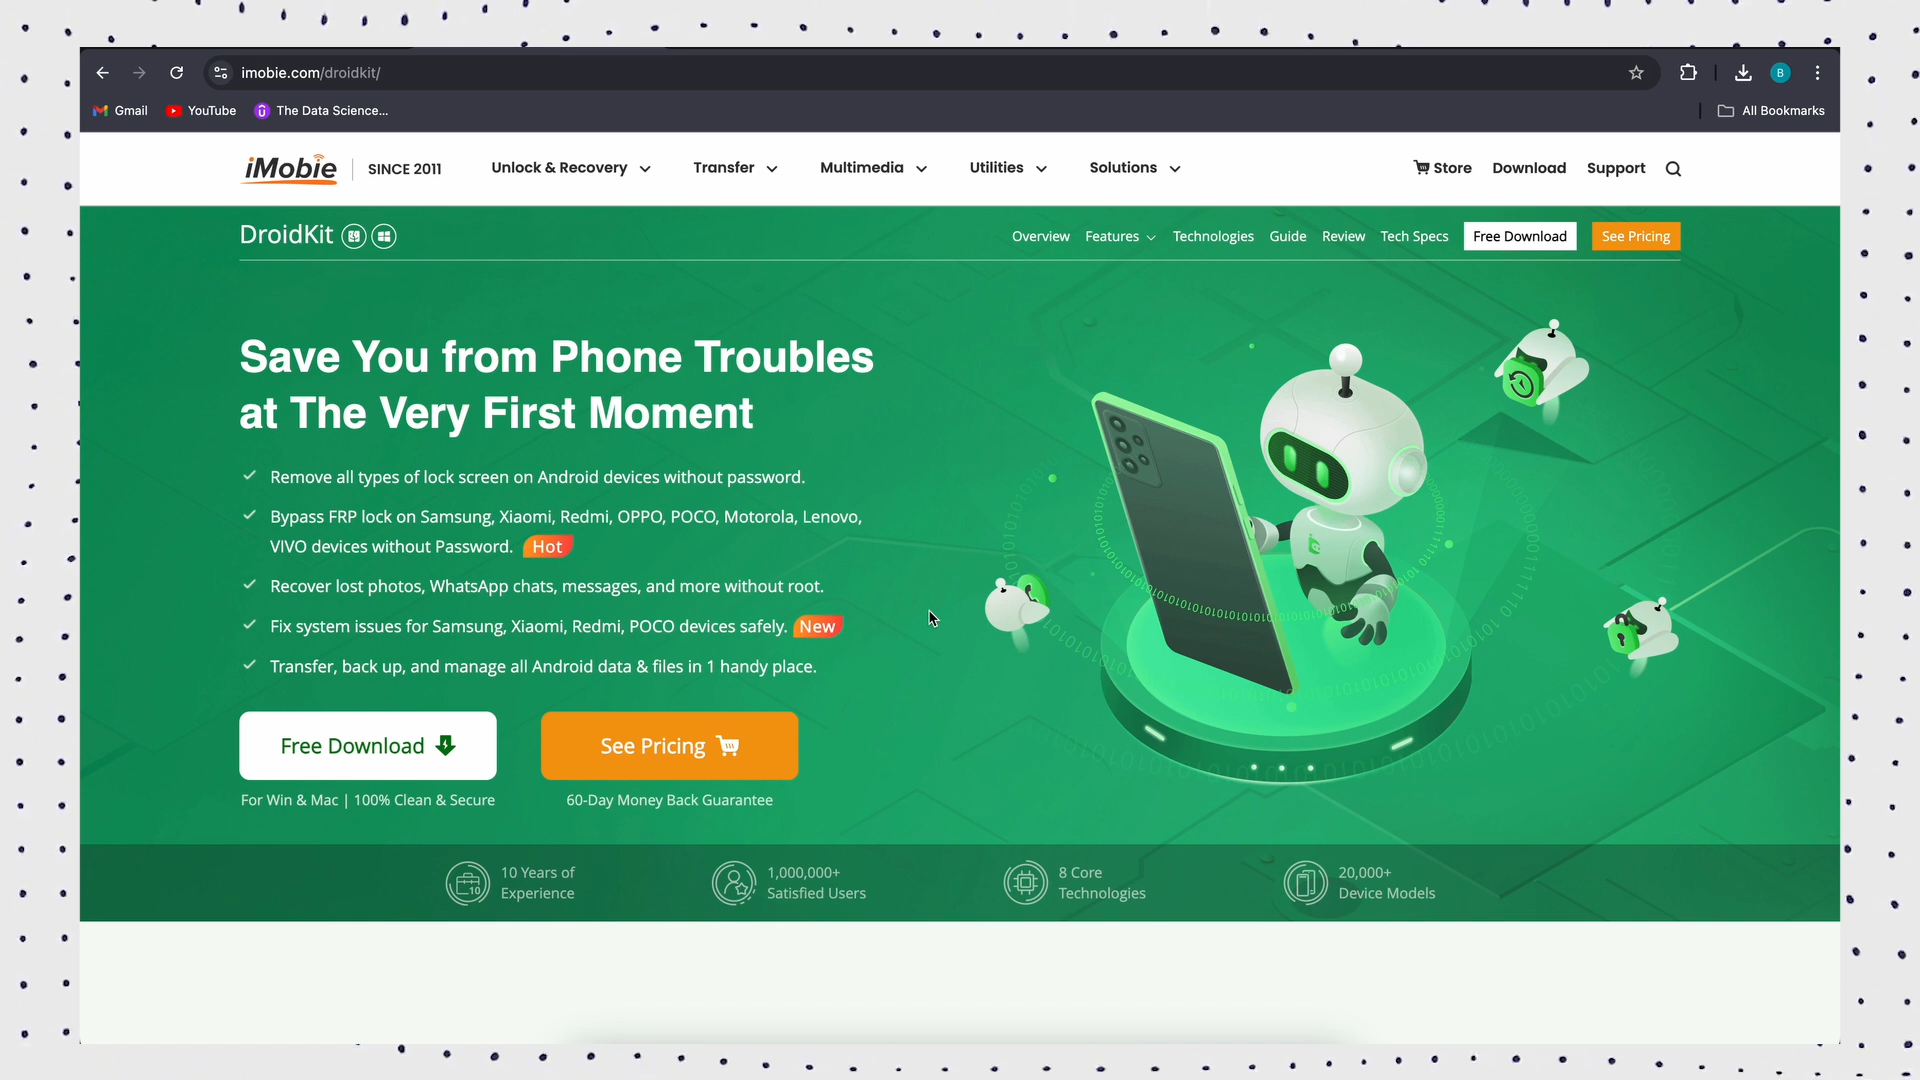 imobie.com/droidkit/
B
Gmail
YouTube
The Data Science...
All Bookmarks
iMobie
SINCE 2011
Unlock & Recovery
Transfer
Multimedia
Utilities
Solutions
Store
Download
Support
DroidKit
Overview
Features
Technologies
Guide
Review
Tech Specs
Free Download
See Pricing
Save You from Phone Troubles
at The Very First Moment
Remove all types of lock screen on Android devices without password.
Bypass FRP lock on Samsung, Xiaomi, Redmi, OPPO, POCO, Motorola, Lenovo,
VIVO devices without Password. Hot
Recover lost photos, WhatsApp chats, messages, and more without root.
Fix system issues for Samsung, Xiaomi, Redmi, POCO devices safely. New
Transfer, back up, and manage all Android data & files in 1 handy place.
Free Download
See Pricing
For Win & Mac | 100% Clean & Secure
60-Day Money Back Guarantee
10 Years of
Experience
1,000,000+
Satisfied Users
8 Core
Technologies
20,000+
Device Models